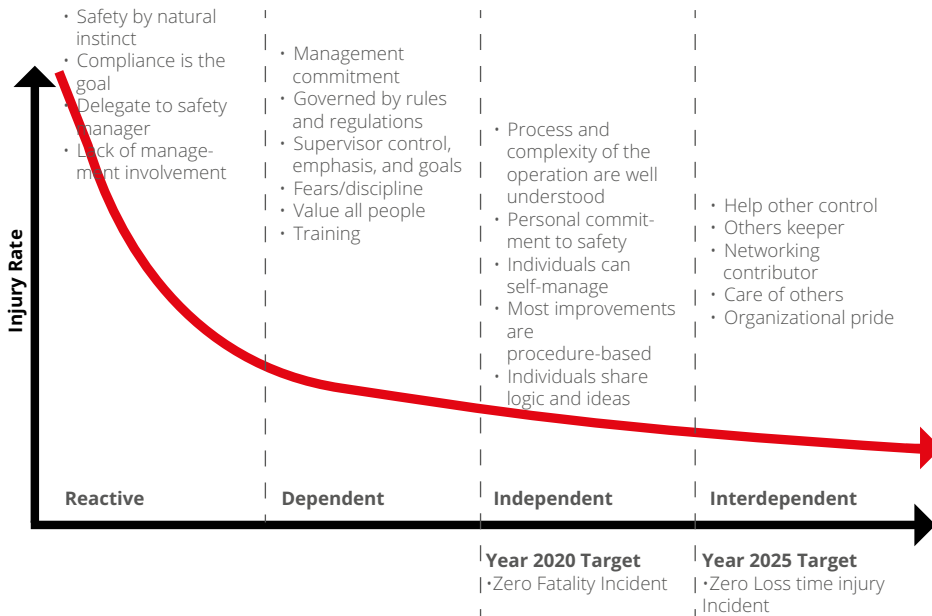 • Safety by natural
instinct
• Compliance is the
goal
• Delegate to safety
manager
• Lack of manage-
ment involvement
• Management
commitment
• Governed by rules
and regulations
• Supervisor control,
emphasis, and goals
• Fears/discipline
• Value all people
• Training
• Process and
complexity of the
operation are well
understood
• Personal commit-
ment to safety
• Individuals can
self-manage
• Most improvements
are
procedure-based
• Individuals share
logic and ideas
• Help other control
• Others keeper
• Networking
contributor
• Care of others
• Organizational pride
Injury Rate
Reactive
Dependent
Independent
Interdependent
Year 2020 Target
•Zero Fatality Incident
Year 2025 Target
•Zero Loss time injury
Incident